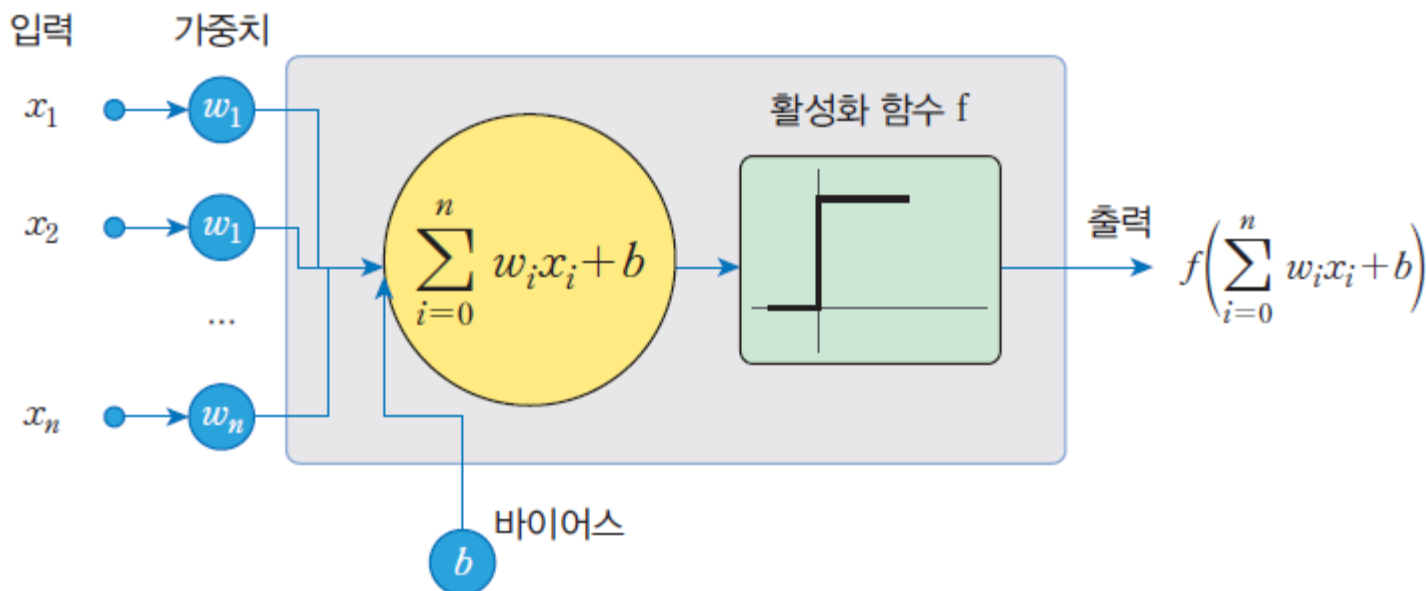 입력 가중치
활성화 함수 f
x₁ w₁
x₂ w₁
...
xₙ wₙ
n
∑ wᵢxᵢ+b
i=0
출력
n
f(∑ wᵢxᵢ+b)
i=0
바이어스
b